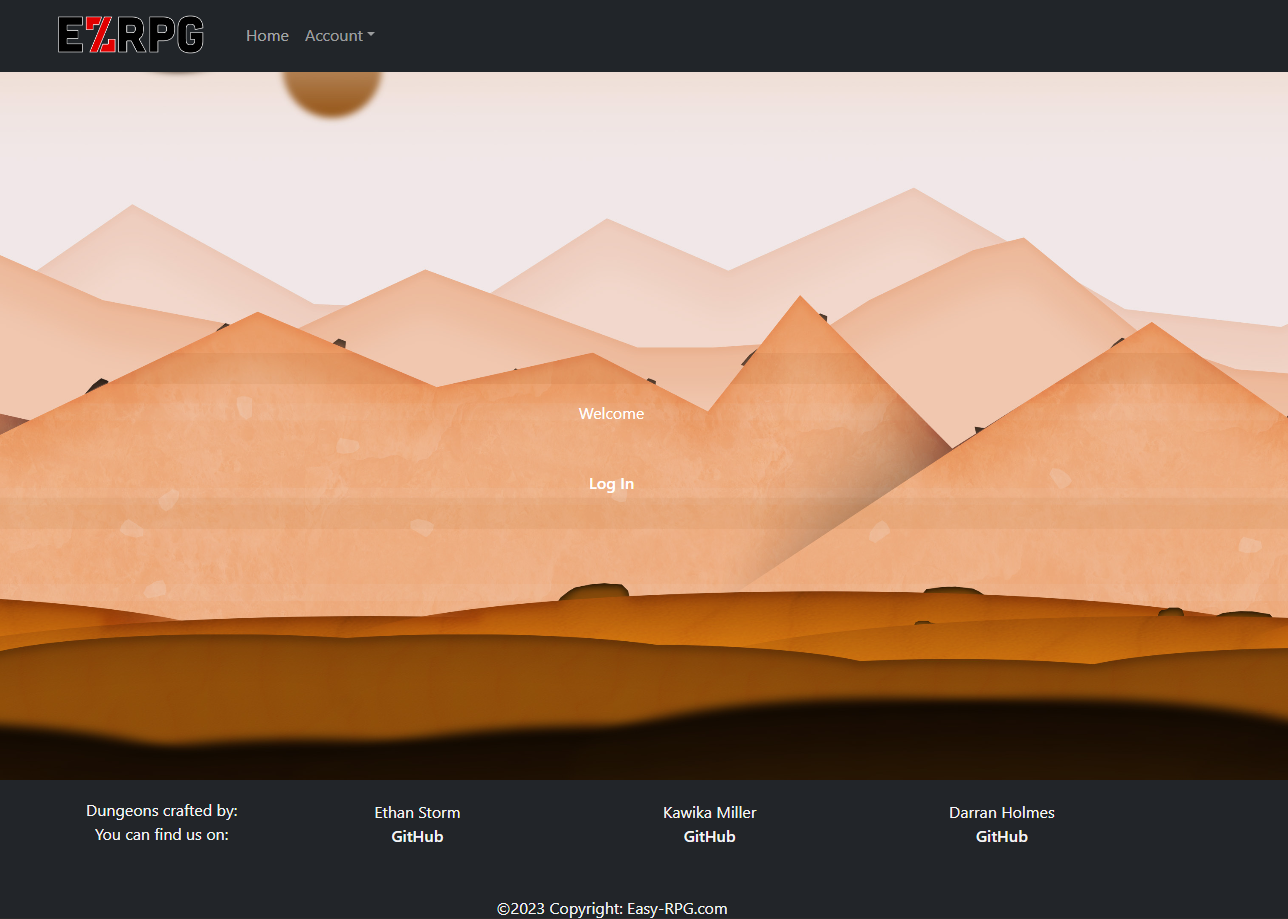 EZRPG
Home Account
Welcome
Log In
Dungeons crafted by:
You can find us on:
Ethan Storm
GitHub
Kawika Miller
GitHub
Darran Holmes
GitHub
©2023 Copyright: Easy-RPG.com